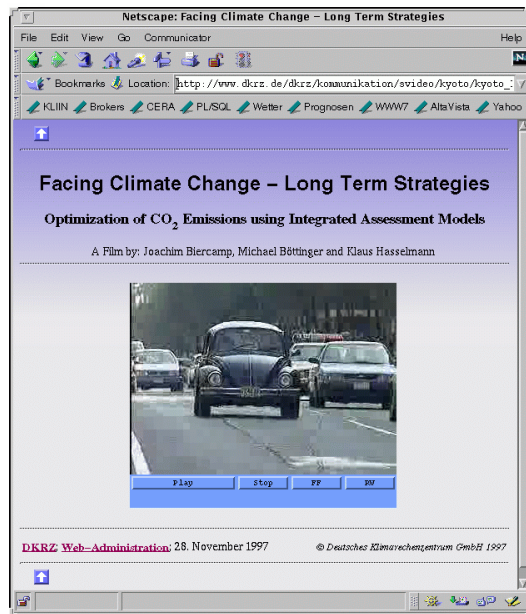 Netscape: Facing Climate Change – Long Term Strategies
File Edit View Go Communicator Help
N
Bookmarks Location: http://www.dkrz.de/dkrz/kommunikation/svideo/kyoto/kyoto_
KLIIN Brokers CERA PL/SQL Wetter Prognosen WWW7 AltaVista Yahoo
Facing Climate Change – Long Term Strategies
Optimization of CO₂ Emissions using Integrated Assessment Models
A Film by: Joachim Biercamp, Michael Böttinger and Klaus Hasselmann
Play Stop FF RW
DKRZ Web–Administration; 28. November 1997 © Deutsches Klimarechenzentrum GmbH 1997